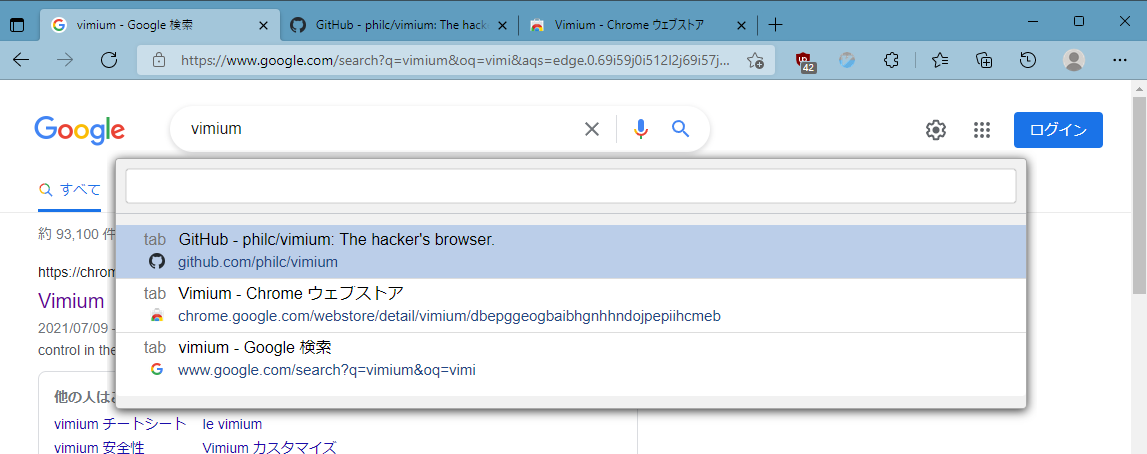 vimium - Google 検索
GitHub - philc/vimium: The hack
Vimium - Chrome ウェブストア
https://www.google.com/search?q=vimium&oq=vimi&aqs=edge.0.69i59j0i512l2j69i57j...
42
Google
vimium
ログイン
すべて
約 93,100 件
https://chrom
Vimium
2021/07/09 -
control in the
tab GitHub - philc/vimium: The hacker's browser.
github.com/philc/vimium
tab Vimium - Chrome ウェブストア
chrome.google.com/webstore/detail/vimium/dbepggeogbaibhgnhhndojpepiihcmeb
tab vimium - Google 検索
www.google.com/search?q=vimium&oq=vimi
他の人は
vimium チートシート le vimium
vimium 安全性 Vimium カスタマイズ